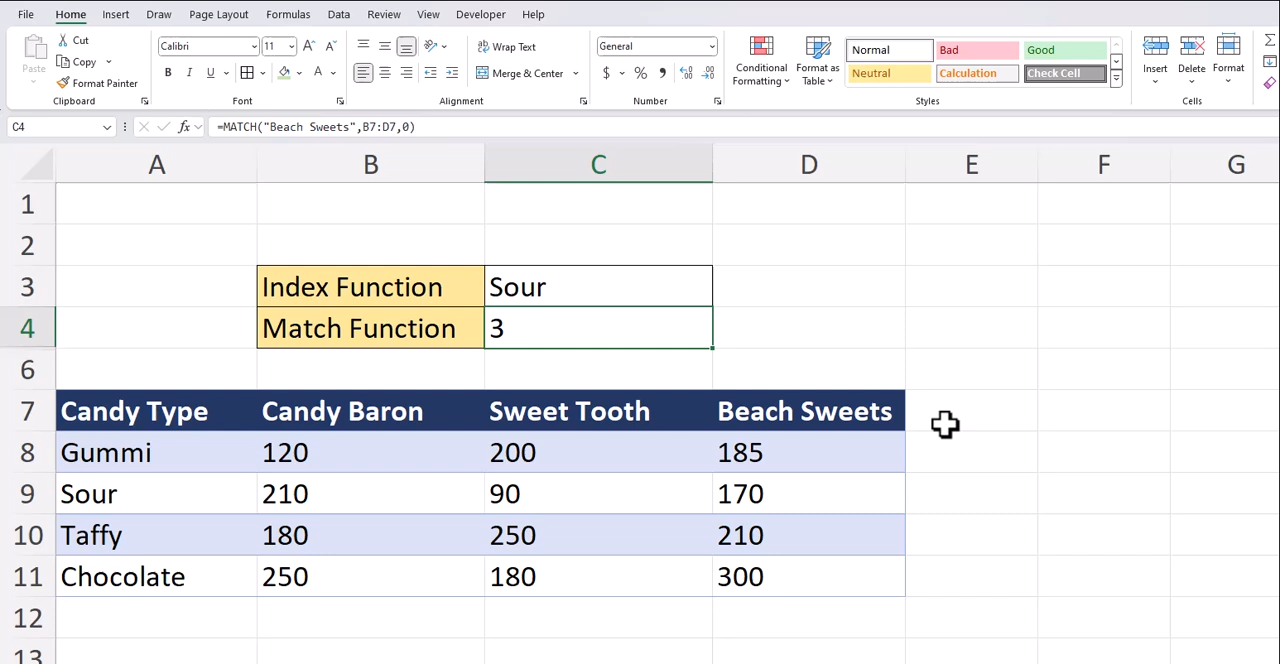 File Home Insert Draw Page Layout Formulas Data Review View Developer Help
Paste Cut Copy Format Painter Clipboard
Calibri 11 A A B I U A Font
Wrap Text Merge & Center Alignment
General $ % Number
Conditional Formatting Format as Table
Normal Bad Good
Neutral Calculation Check Cell
Styles
Insert Delete Format
Cells
C4 fx =MATCH("Beach Sweets",B7:D7,0)
A B C D E F G
1
2
3 Index Function Sour
4 Match Function 3
6
7 Candy Type Candy Baron Sweet Tooth Beach Sweets
8 Gummi 120 200 185
9 Sour 210 90 170
10 Taffy 180 250 210
11 Chocolate 250 180 300
12
13